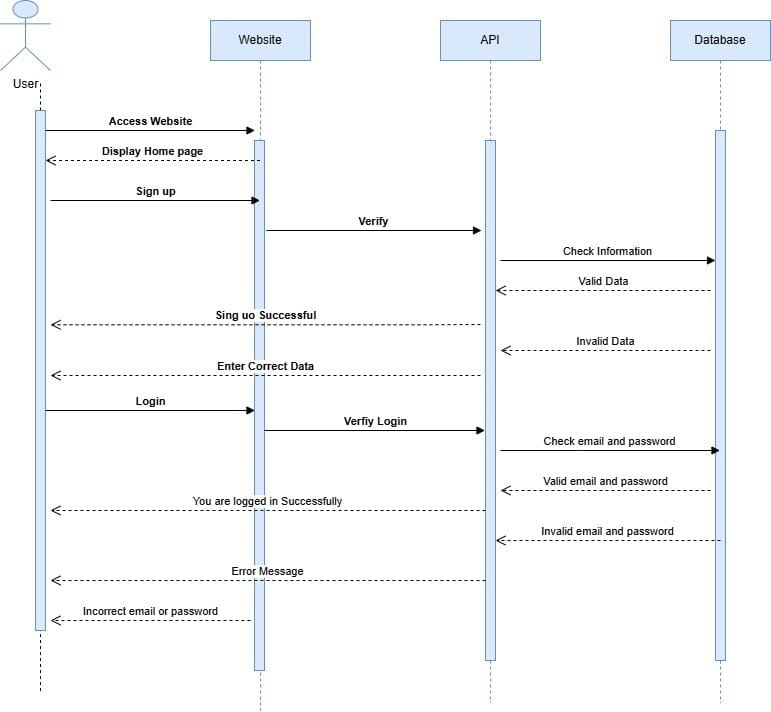 Website
API
Database
User
Access Website
Display Home page
Sign up
Verify
Check Information
Valid Data
Sing uo Successful
Invalid Data
Enter Correct Data
Login
Verfiy Login
Check email and password
Valid email and password
You are logged in Successfully
Invalid email and password
Error Message
Incorrect email or password